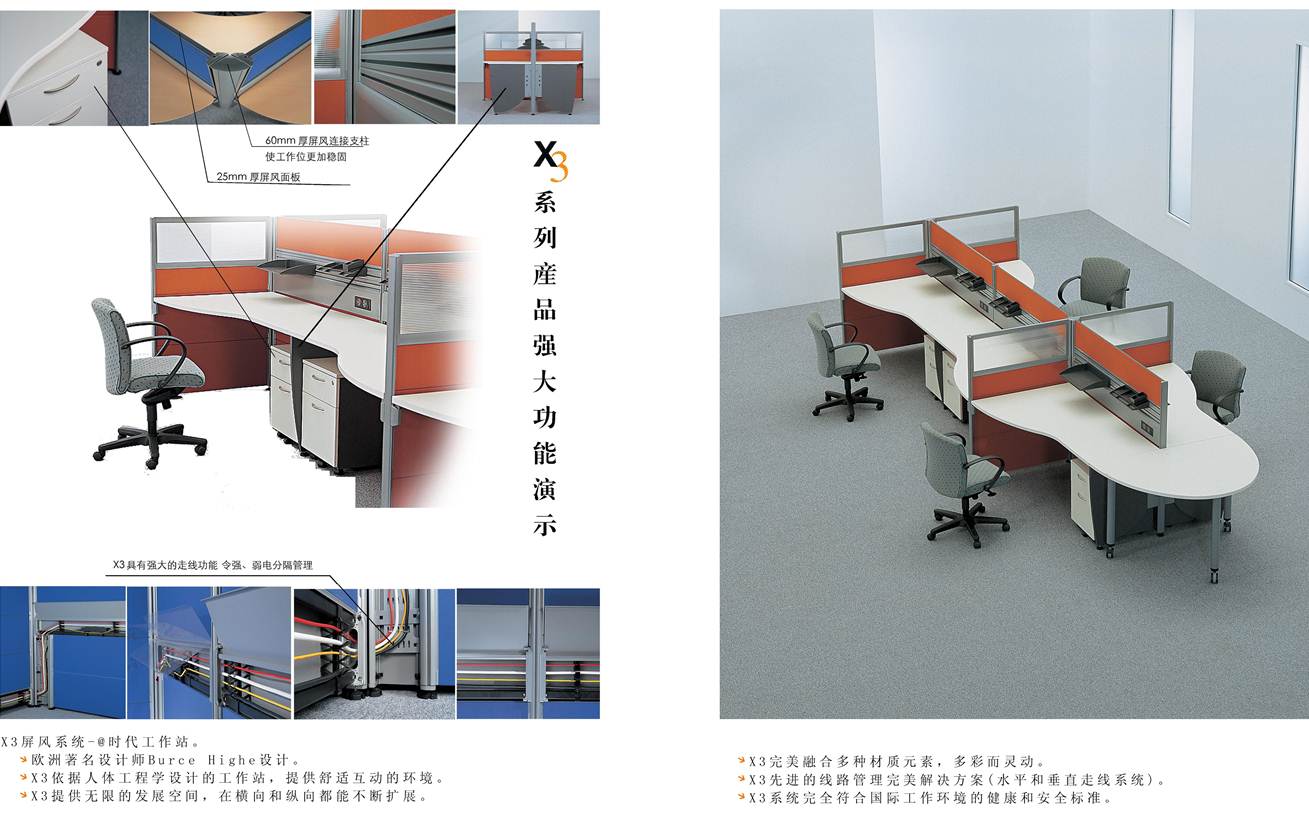 60mm 厚屏风连接支柱
使工作位更加稳固
25mm 厚屏风面板
X3
系列産品强大功能演示
X3具有强大的走线功能 令强、弱电分隔管理
X3屏风系统-@时代工作站。
欧洲著名设计师Burce Highe设计。
X3依据人体工程学设计的工作站，提供舒适互动的环境。
X3提供无限的发展空间，在横向和纵向都能不断扩展。
X3完美融合多种材质元素，多彩而灵动。
X3先进的线路管理完美解决方案(水平和垂直走线系统)。
X3系统完全符合国际工作环境的健康和安全标准。